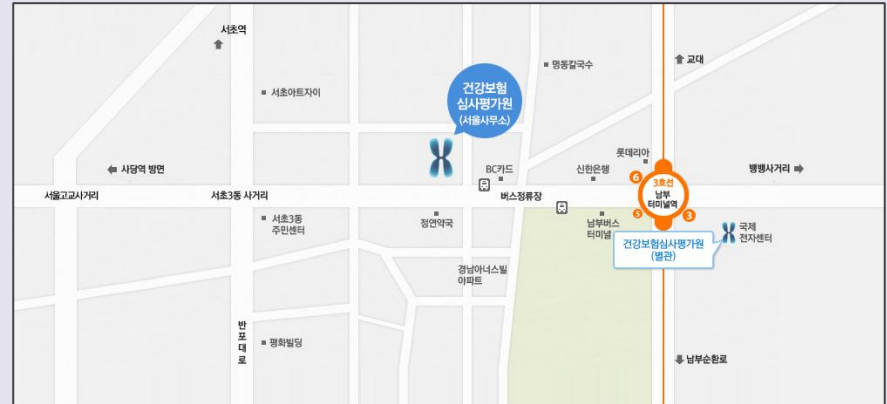 서초역
명동칼국수
교대
서초아트자이
건강보험
심사평가원
(서울사무소)
롯데리아
사당역 방면
BC카드
신한은행
뱅뱅사거리
6
3호선
남부
터미널역
서울고교사거리
서초3동 사거리
버스정류장
5
3
서초3동
주민센터
정연약국
남부버스
터미널
국제
전자센터
건강보험심사평가원
(별관)
경남아너스빌
아파트
반포대로
평화빌딩
남부순환로